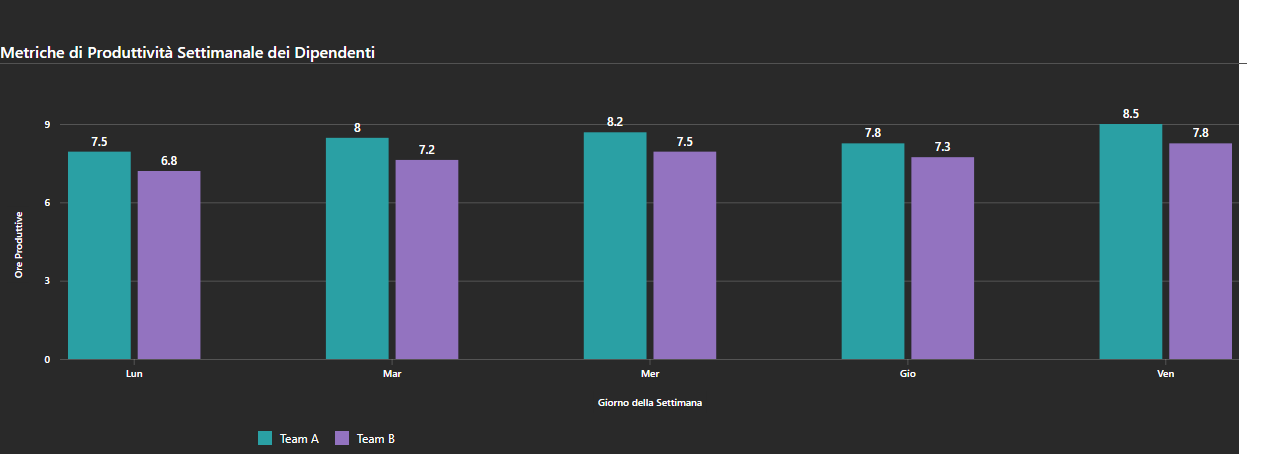 Metriche di Produttività Settimanale dei Dipendenti
9
6
3
0
Ore Produttive
7.5
6.8
8
7.2
8.2
7.5
7.8
7.3
8.5
7.8
Lun
Mar
Mer
Gio
Ven
Giorno della Settimana
Team A
Team B